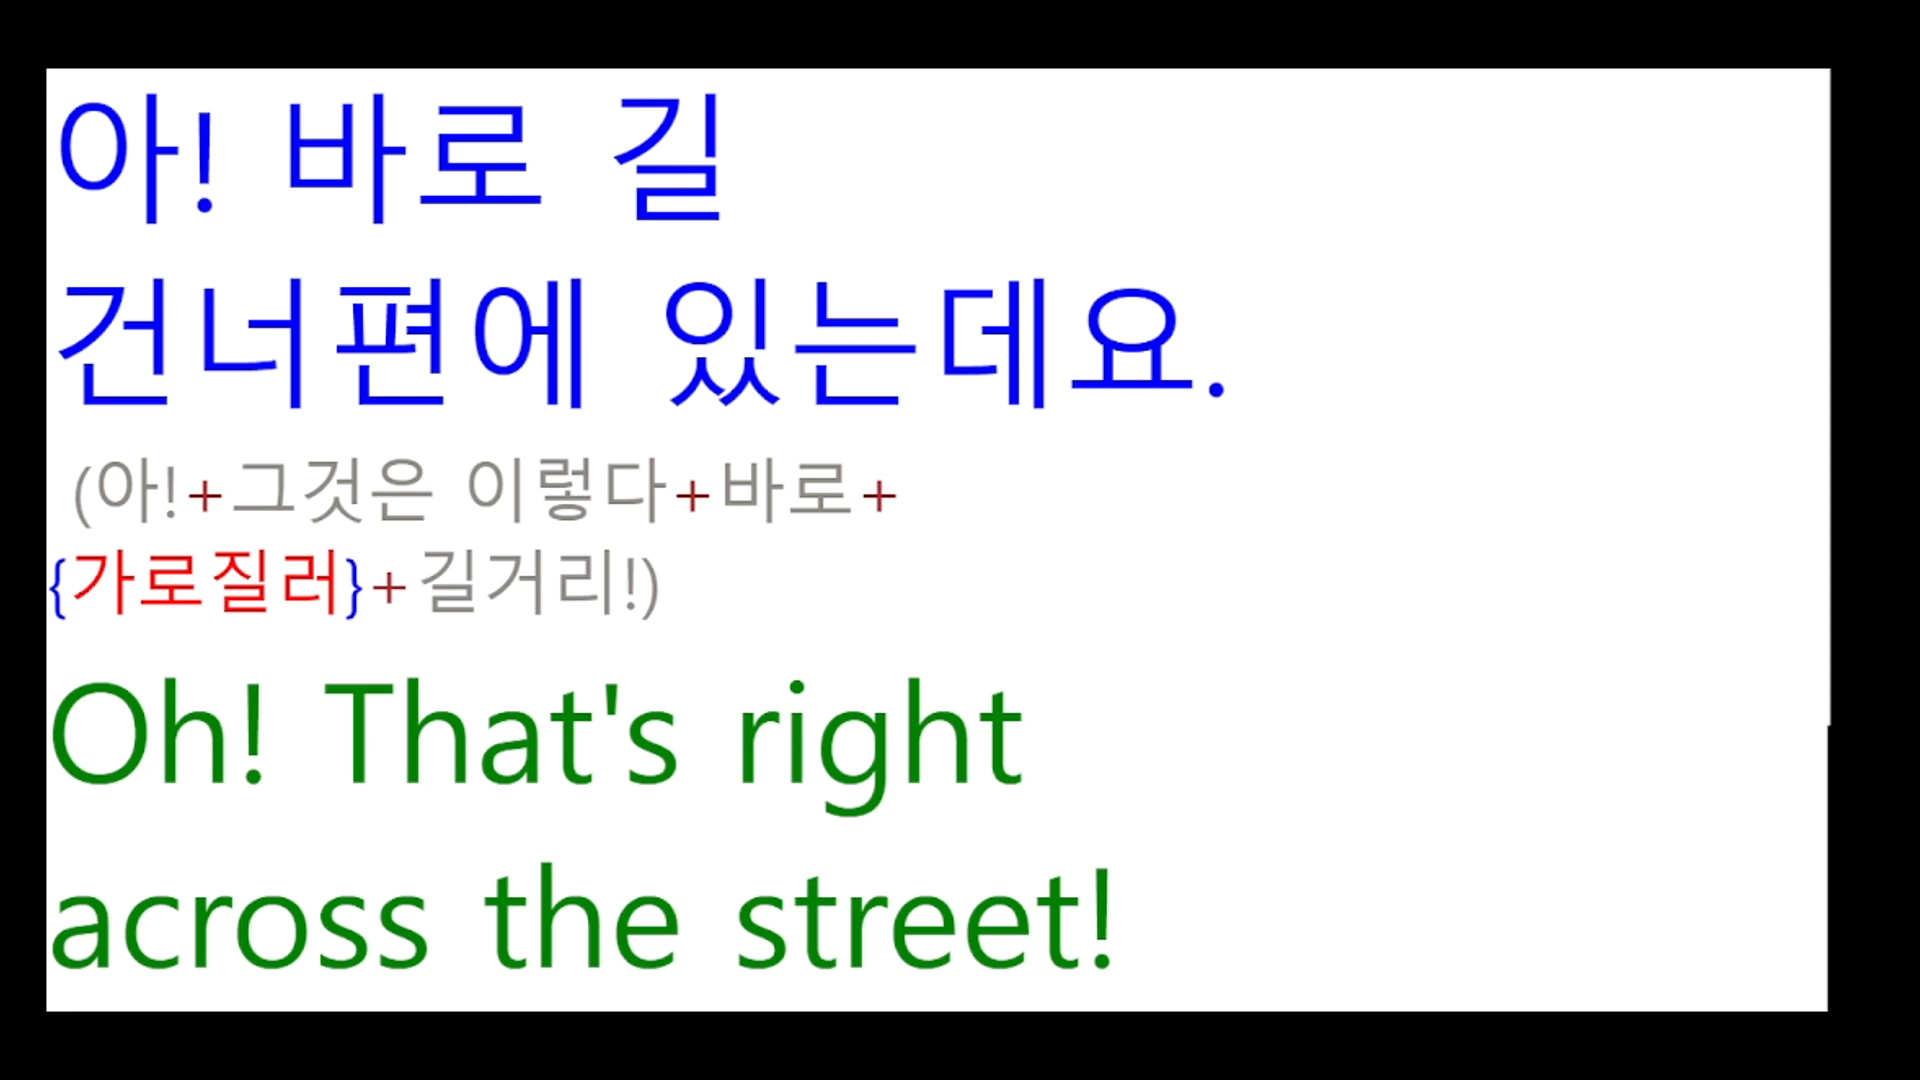 아! 바로 길
건너편에 있는데요.
(아!+그것은 이렇다+바로+
{가로질러}+길거리!)
Oh! That's right
across the street!